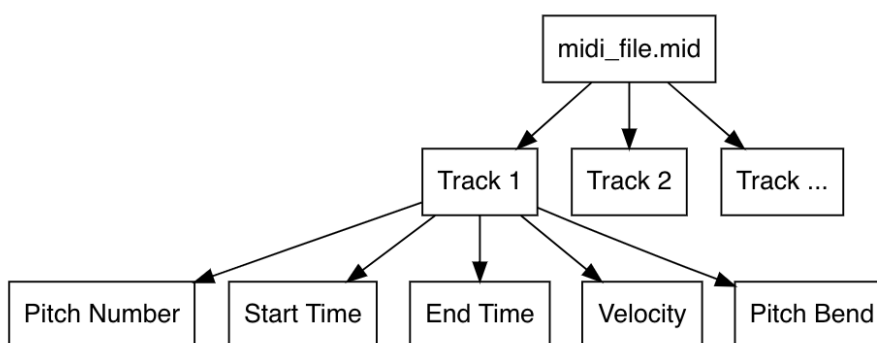 midi_file.mid
Track 1
Track 2
Track ...
Pitch Number
Start Time
End Time
Velocity
Pitch Bend